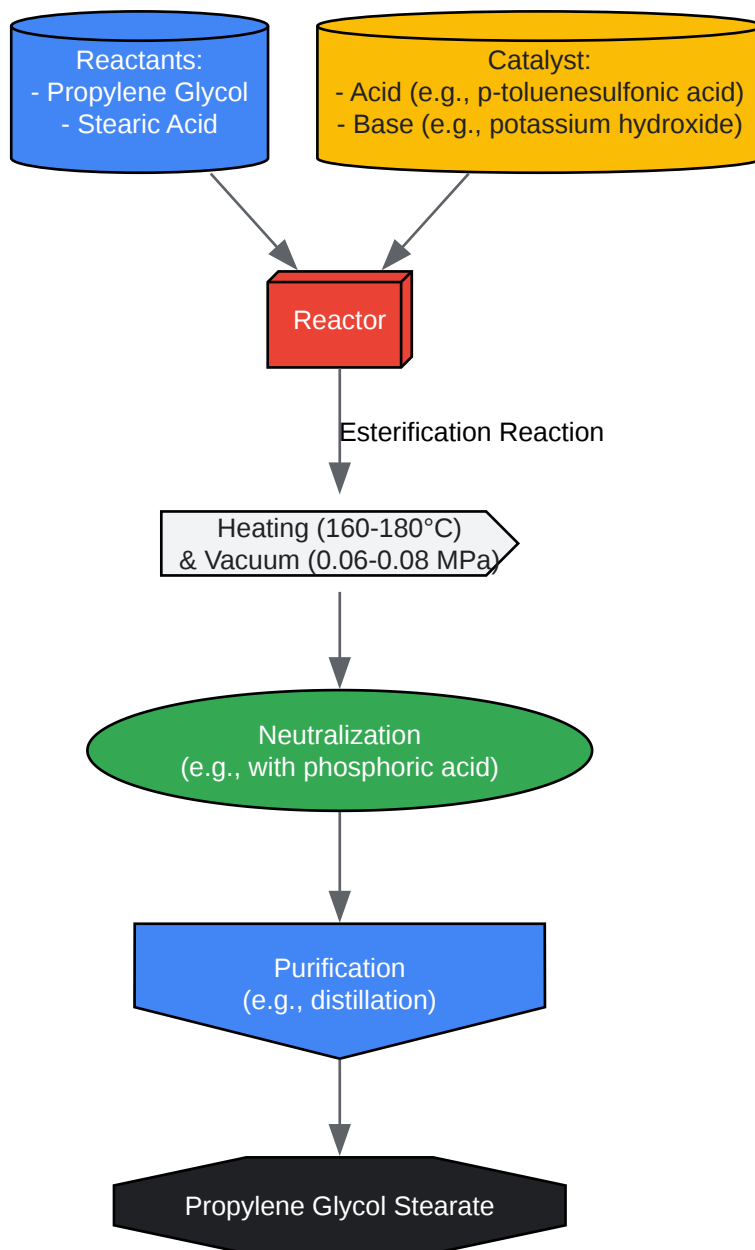 Reactants:
- Propylene Glycol
- Stearic Acid
Catalyst:
- Acid (e.g., p-toluenesulfonic acid)
- Base (e.g., potassium hydroxide)
Reactor
Esterification Reaction
Heating (160-180°C)
& Vacuum (0.06-0.08 MPa)
Neutralization
(e.g., with phosphoric acid)
Purification
(e.g., distillation)
Propylene Glycol Stearate